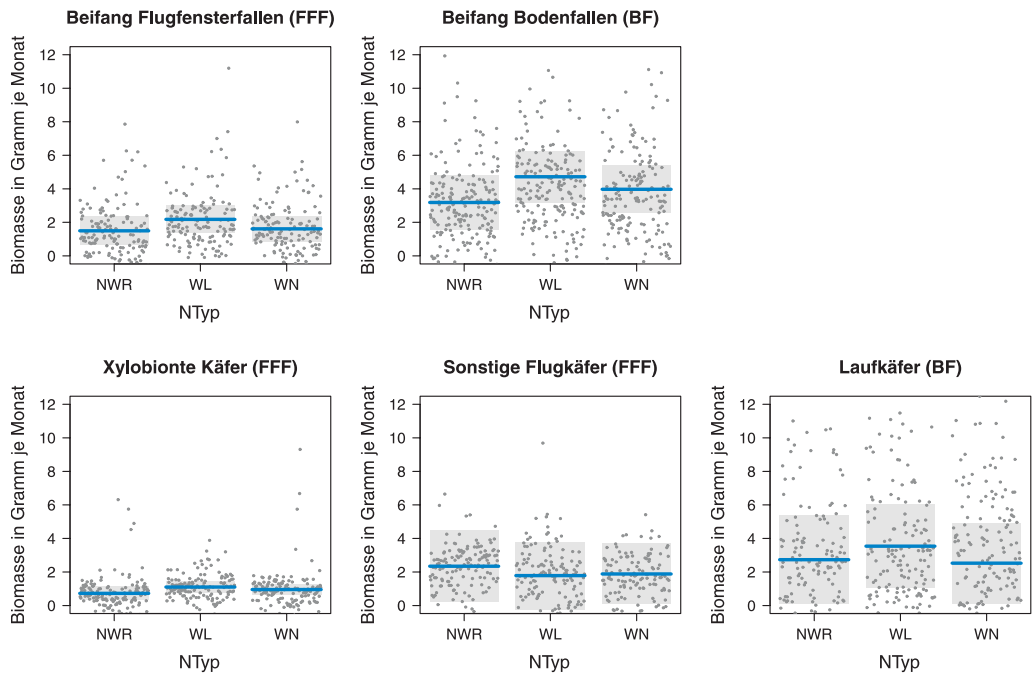 Beifang Flugfensterfallen (FFF)
Biomasse in Gramm je Monat
12
10
8
6
4
2
0
NWR WL WN
NTyp
Beifang Bodenfallen (BF)
Biomasse in Gramm je Monat
12
10
8
6
4
2
0
NWR WL WN
NTyp
Xylobionte Käfer (FFF)
Biomasse in Gramm je Monat
12
10
8
6
4
2
0
NWR WL WN
NTyp
Sonstige Flugkäfer (FFF)
Biomasse in Gramm je Monat
12
10
8
6
4
2
0
NWR WL WN
NTyp
Laufkäfer (BF)
Biomasse in Gramm je Monat
12
10
8
6
4
2
0
NWR WL WN
NTyp